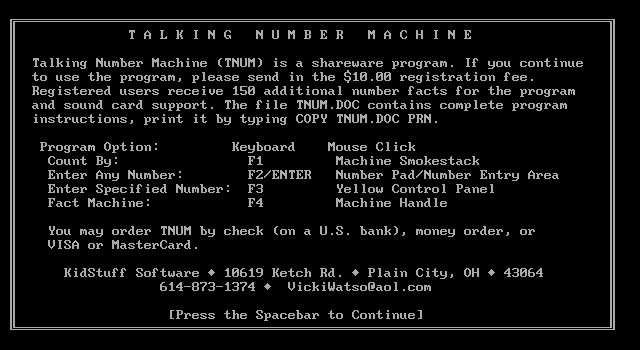 T A L K I N G   N U M B E R   M A C H I N E
Talking Number Machine (TNUM) is a shareware program. If you continue
to use the program, please send in the $10.00 registration fee.
Registered users receive 150 additional number facts for the program
and sound card support. The file TNUM.DOC contains complete program
instructions, print it by typing COPY TNUM.DOC PRN.
Program Option: Keyboard Mouse Click
Count By: F1 Machine Smokestack
Enter Any Number: F2/ENTER Number Pad/Number Entry Area
Enter Specified Number: F3 Yellow Control Panel
Fact Machine: F4 Machine Handle
You may order TNUM by check (on a U.S. bank), money order, or
VISA or MasterCard.
KidStuff Software ♦ 10619 Ketch Rd. ♦ Plain City, OH ♦ 43064
614-873-1374 ♦ VickiWatso@aol.com
[Press the Spacebar to Continue]